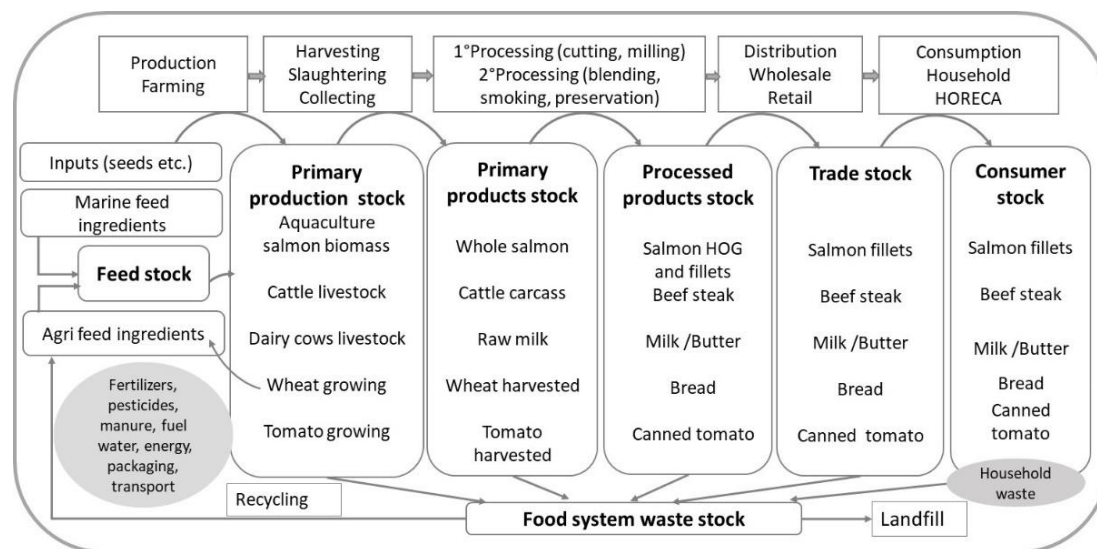 Production
Farming
Harvesting
Slaughtering
Collecting
1°Processing (cutting, milling)
2°Processing (blending,
smoking, preservation)
Distribution
Wholesale
Retail
Consumption
Household
HORECA
Inputs (seeds etc.)
Marine feed
ingredients
Feed stock
Agri feed ingredients
Fertilizers,
pesticides,
manure, fuel
water, energy,
packaging,
transport
Primary
production stock
Aquaculture
salmon biomass
Cattle livestock
Dairy cows livestock
Wheat growing
Tomato growing
Primary
products stock
Whole salmon
Cattle carcass
Raw milk
Wheat harvested
Tomato
harvested
Processed
products stock
Salmon HOG
and fillets
Beef steak
Milk /Butter
Bread
Canned tomato
Trade stock
Salmon fillets
Beef steak
Milk /Butter
Bread
Canned tomato
Consumer
stock
Salmon fillets
Beef steak
Milk /Butter
Bread
Canned
tomato
Household
waste
Recycling
Food system waste stock
Landfill